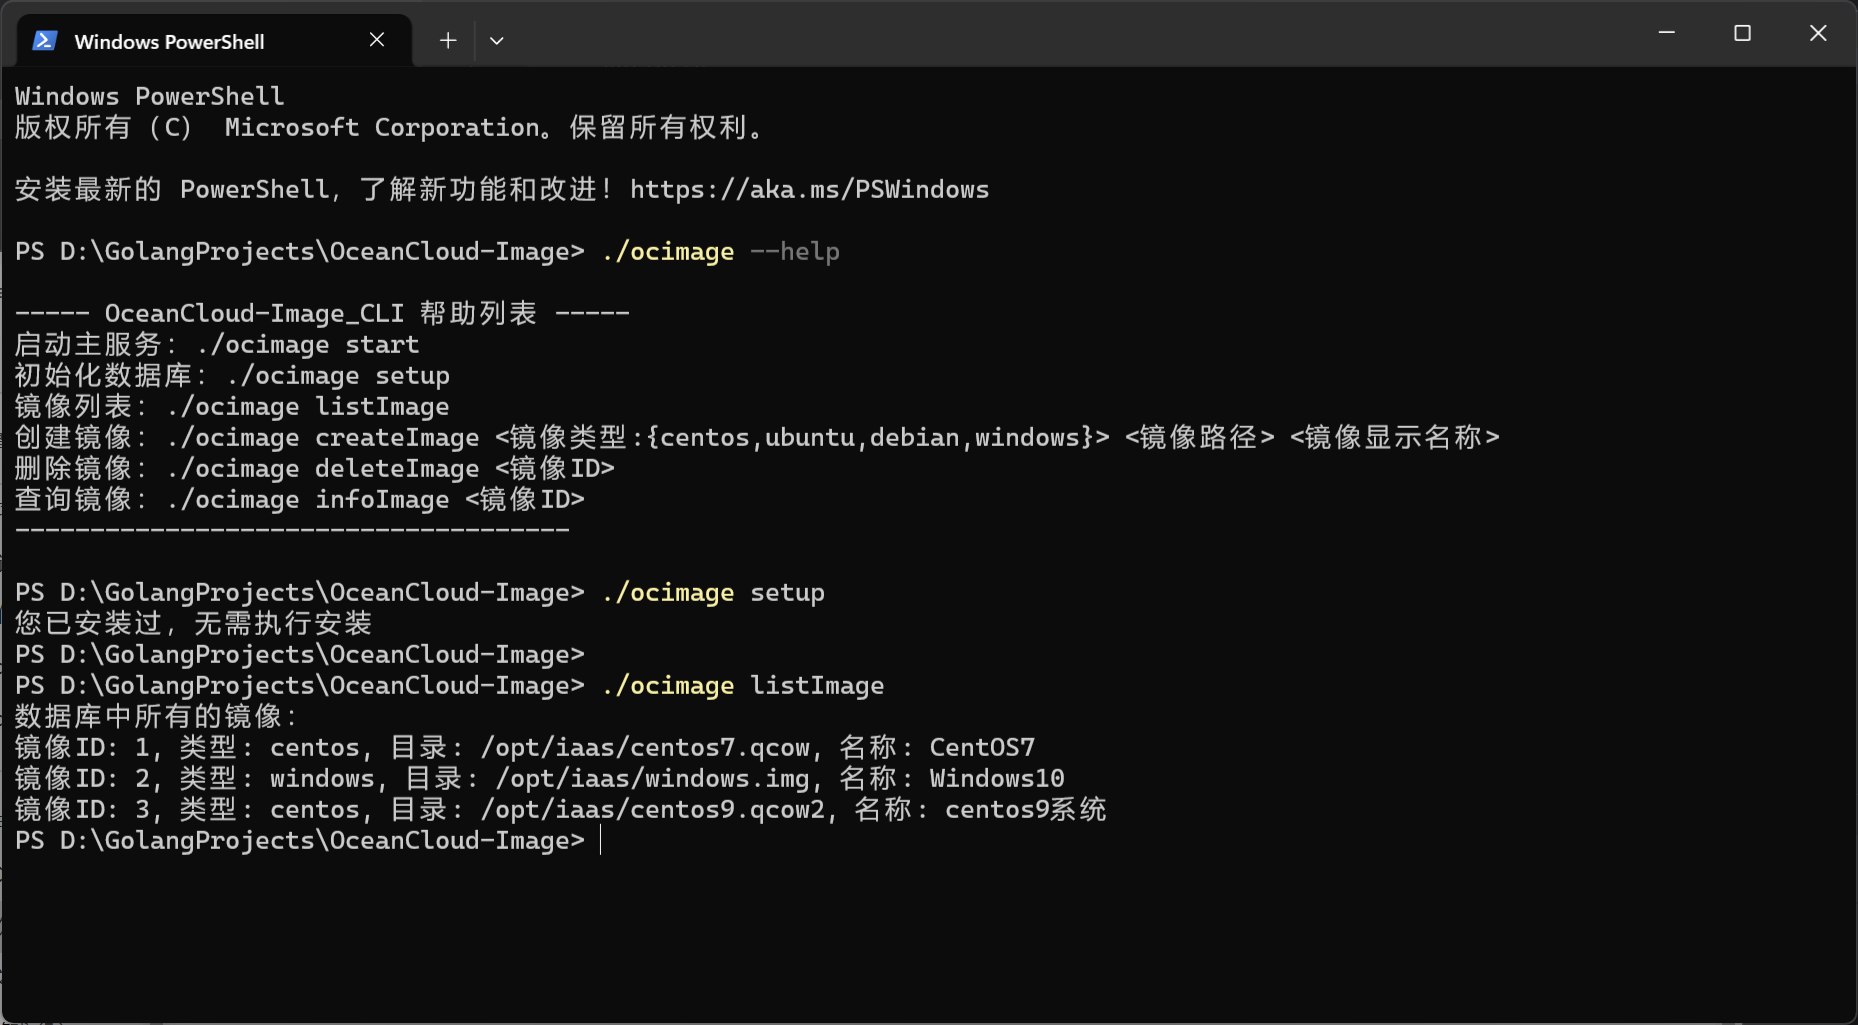 Windows PowerShell
Windows PowerShell
版权所有 (C)  Microsoft Corporation。保留所有权利。
安装最新的 PowerShell，了解新功能和改进！https://aka.ms/PSWindows
PS D:\GolangProjects\OceanCloud-Image> ./ocimage --help
----- OceanCloud-Image_CLI 帮助列表 -----
启动主服务： ./ocimage start
初始化数据库： ./ocimage setup
镜像列表： ./ocimage listImage
创建镜像： ./ocimage createImage <镜像类型:{centos,ubuntu,debian,windows}> <镜像路径> <镜像显示名称>
删除镜像： ./ocimage deleteImage <镜像ID>
查询镜像： ./ocimage infoImage <镜像ID>
-------------------------------------
PS D:\GolangProjects\OceanCloud-Image> ./ocimage setup
您已安装过，无需执行安装
PS D:\GolangProjects\OceanCloud-Image>
PS D:\GolangProjects\OceanCloud-Image> ./ocimage listImage
数据库中所有的镜像：
镜像ID: 1, 类型: centos, 目录: /opt/iaas/centos7.qcow, 名称: CentOS7
镜像ID: 2, 类型: windows, 目录: /opt/iaas/windows.img, 名称: Windows10
镜像ID: 3, 类型: centos, 目录: /opt/iaas/centos9.qcow2, 名称: centos9系统
PS D:\GolangProjects\OceanCloud-Image>